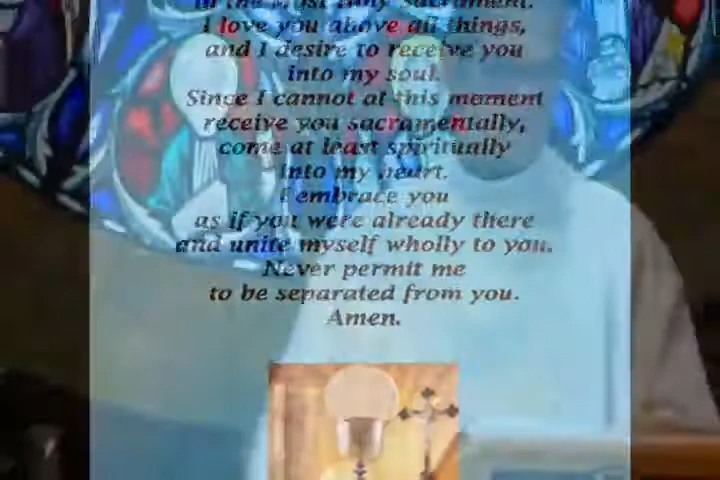 in the Most Holy Sacrament.
I love you above all things,
and I desire to receive you
into my soul.
Since I cannot at this moment
receive you sacramentally,
come at least spiritually
into my heart.
I embrace you
as if you were already there
and unite myself wholly to you.
Never permit me
to be separated from you.
Amen.